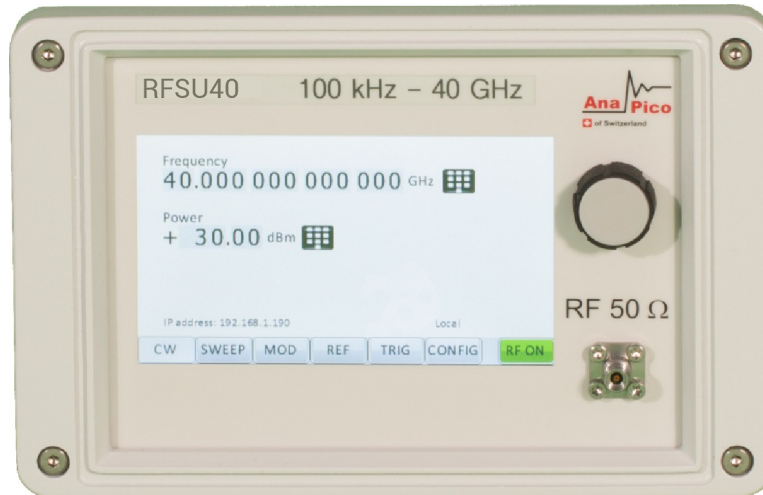 RFSU40 100 kHz – 40 GHz
Ana Pico
of Switzerland
Frequency
40.000 000 000 000 GHz
Power
+ 30.00 dBm
RF 50 Ω
IP address: 192.168.1.190 Local
CW SWEEP MOD REF TRIG CONFIG RF ON